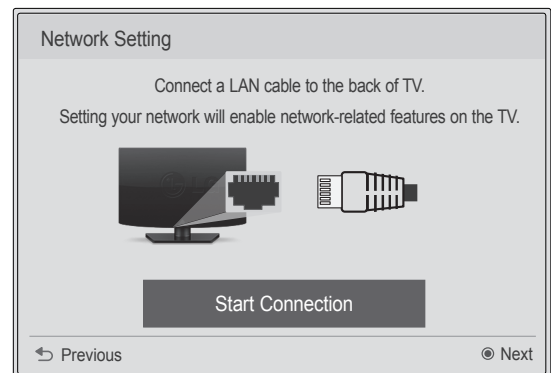 Network Setting
Connect a LAN cable to the back of TV.
Setting your network will enable network-related features on the TV.
Start Connection
Previous
Next